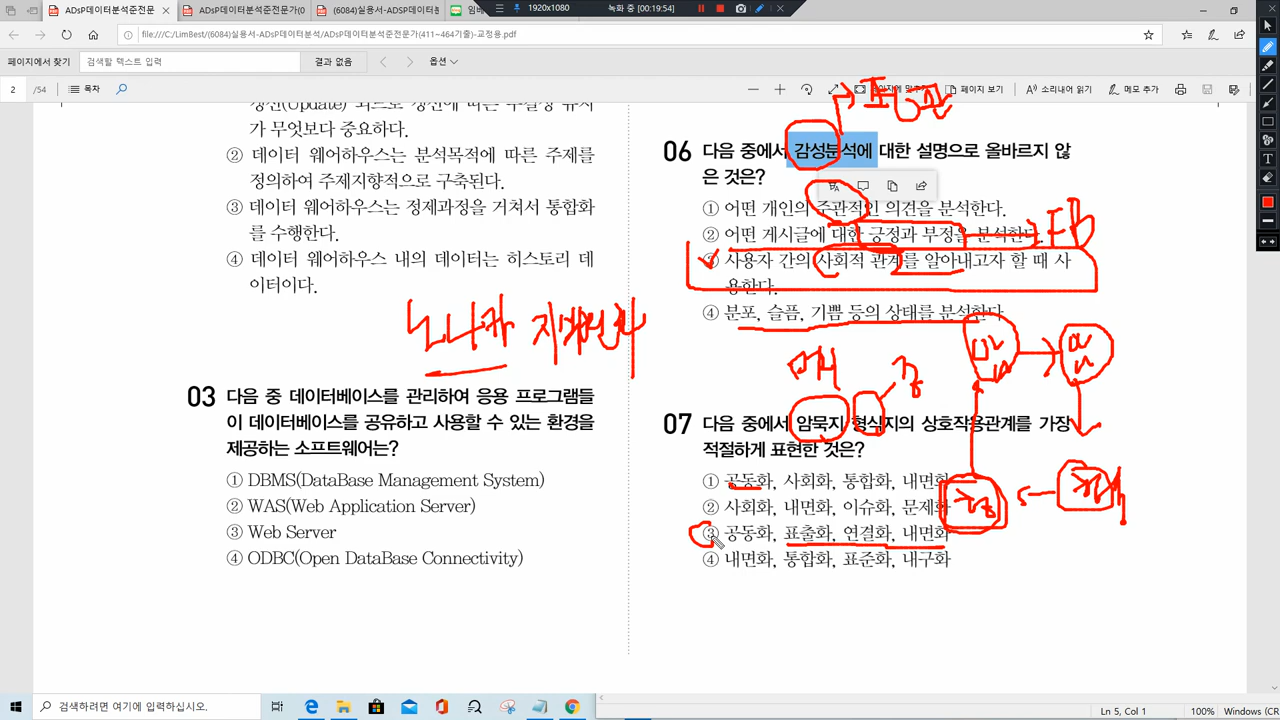 ADsP데이터분석준전문
ADsP데이터분석준전문가(0
(6084)실용서-ADsP데이터분
임베
1920x1080
녹화 중 00:19:54
file:///C:/LimBest/(6084)실용서-ADsP데이터분석/ADsP데이터분석준전문가(411~464기출)-교정용.pdf
페이지에서 찾기
검색할 텍스트 입력
결과 없음
옵션
2 /54
목차
페이지 보기
소리내어 읽기
메모 추가
갱신(Update)
가 무엇보다 중요하다.
② 데이터 웨어하우스는 분석목적에 따른 주제를
정의하여 주제지향적으로 구축된다.
③ 데이터 웨어하우스는 정제과정을 거쳐서 통합화
를 수행한다.
④ 데이터 웨어하우스 내의 데이터는 히스토리 데
이터이다.
03 다음 중 데이터베이스를 관리하여 응용 프로그램들
이 데이터베이스를 공유하고 사용할 수 있는 환경을
제공하는 소프트웨어는?
① DPMS(DataBase Management System)
② WAS(Web Application Server)
③ Web Server
④ ODBC(Open DataBase Connectivity)
06 다음 중에서 감성분석에 대한 설명으로 올바르지 않
은 것은?
① 어떤 개인의 주관적인 의견을 분석한다.
② 어떤 게시글에 대한 긍정과 부정을 분석한다.
③ 사용자 간의 사회적 관계를 알아내고자 할 때 사
용한다.
④ 분포, 슬픔, 기쁨 등의 상태를 분석한다
07 다음 중에서 암묵지 형식지의 상호작용관계를 가장
적절하게 표현한 것은?
① 공동화, 사회화, 통합화, 내면화
② 사회화, 내면화, 이슈화, 문제화
③ 공동화, 표출화, 연결화, 내면화
④ 내면화, 통합화, 표준화, 내구화
검색하려면 여기에 입력하십시오.
Ln 5, Col 1
100%
Windows (CR